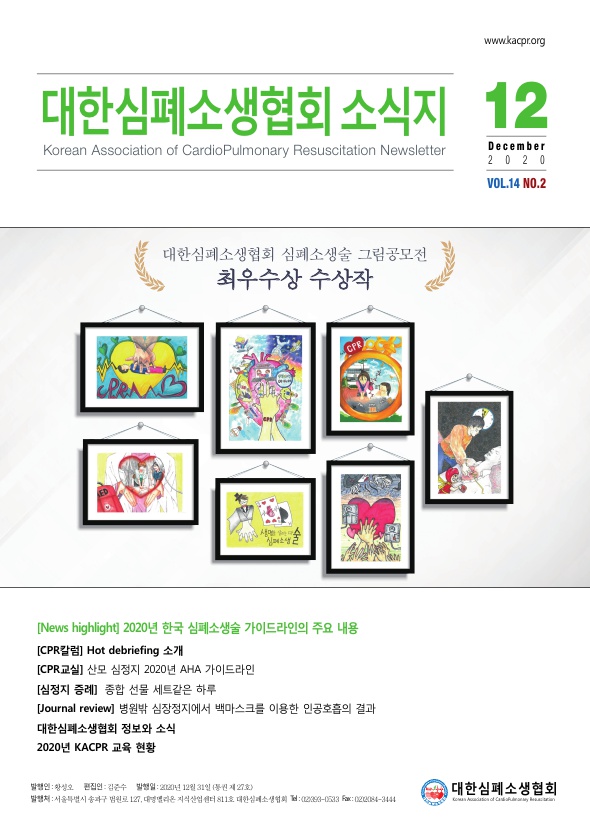 www.kacpr.org
대한심폐소생협회 소식지
Korean Association of CardioPulmonary Resuscitation Newsletter
12
December
2020
VOL.14 NO.2
대한심폐소생협회 심폐소생술 그림공모전
최우수상 수상작
CPR
CPR
AED
생명을
심폐소생술
[News highlight] 2020년 한국 심폐소생술 가이드라인의 주요 내용
[CPR칼럼] Hot debriefing 소개
[CPR교실] 산모 심정지 2020년 AHA 가이드라인
[심정지 증례] 종합 선물 세트같은 하루
[Journal review] 병원밖 심장정지에서 백마스크를 이용한 인공호흡의 결과
대한심폐소생협회 정보와 소식
2020년 KACPR 교육 현황
발행인 : 황성오 편집인 : 김준수 발행일 : 2020년 12월 31일 (통권 제 27호)
발행처 : 서울특별시 송파구 법원로 127, 대명벨리온 지식산업센터 811호 대한심폐소생협회 Tel : 02)393-0533 Fax : 02)2084-3444
대한심폐소생협회
Korean Association of CardioPulmonary Resuscitation